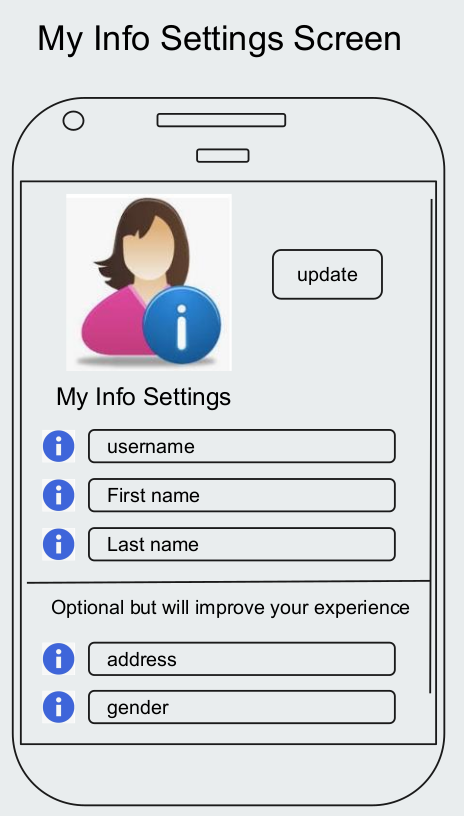 My Info Settings Screen
update
My Info Settings
username
First name
Last name
Optional but will improve your experience
address
gender